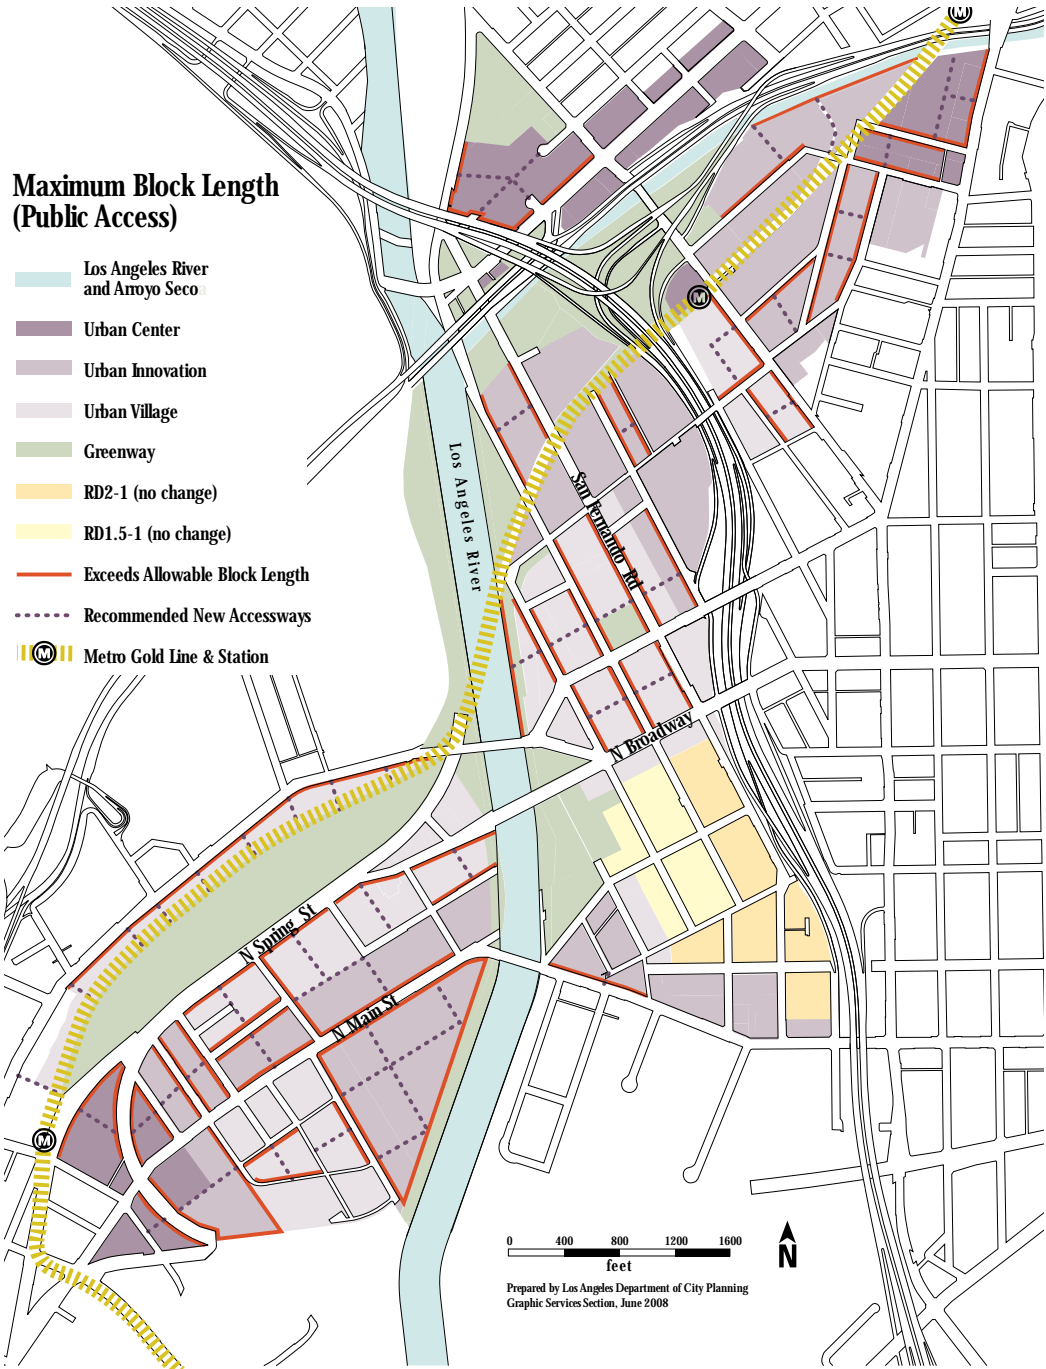 Maximum Block Length
(Public Access)
Los Angeles River
and Arroyo Seco
Urban Center
Urban Innovation
Urban Village
Greenway
RD2-1 (no change)
RD1.5-1 (no change)
Exceeds Allowable Block Length
Recommended New Accessways
M Metro Gold Line & Station
M
M
Los Angeles River
San Fernando Rd
N Broadway
N Spring St
N Main St
M
0 400 800 1200 1600
feet
N
Prepared by Los Angeles Department of City Planning
Graphic Services Section, June 2008